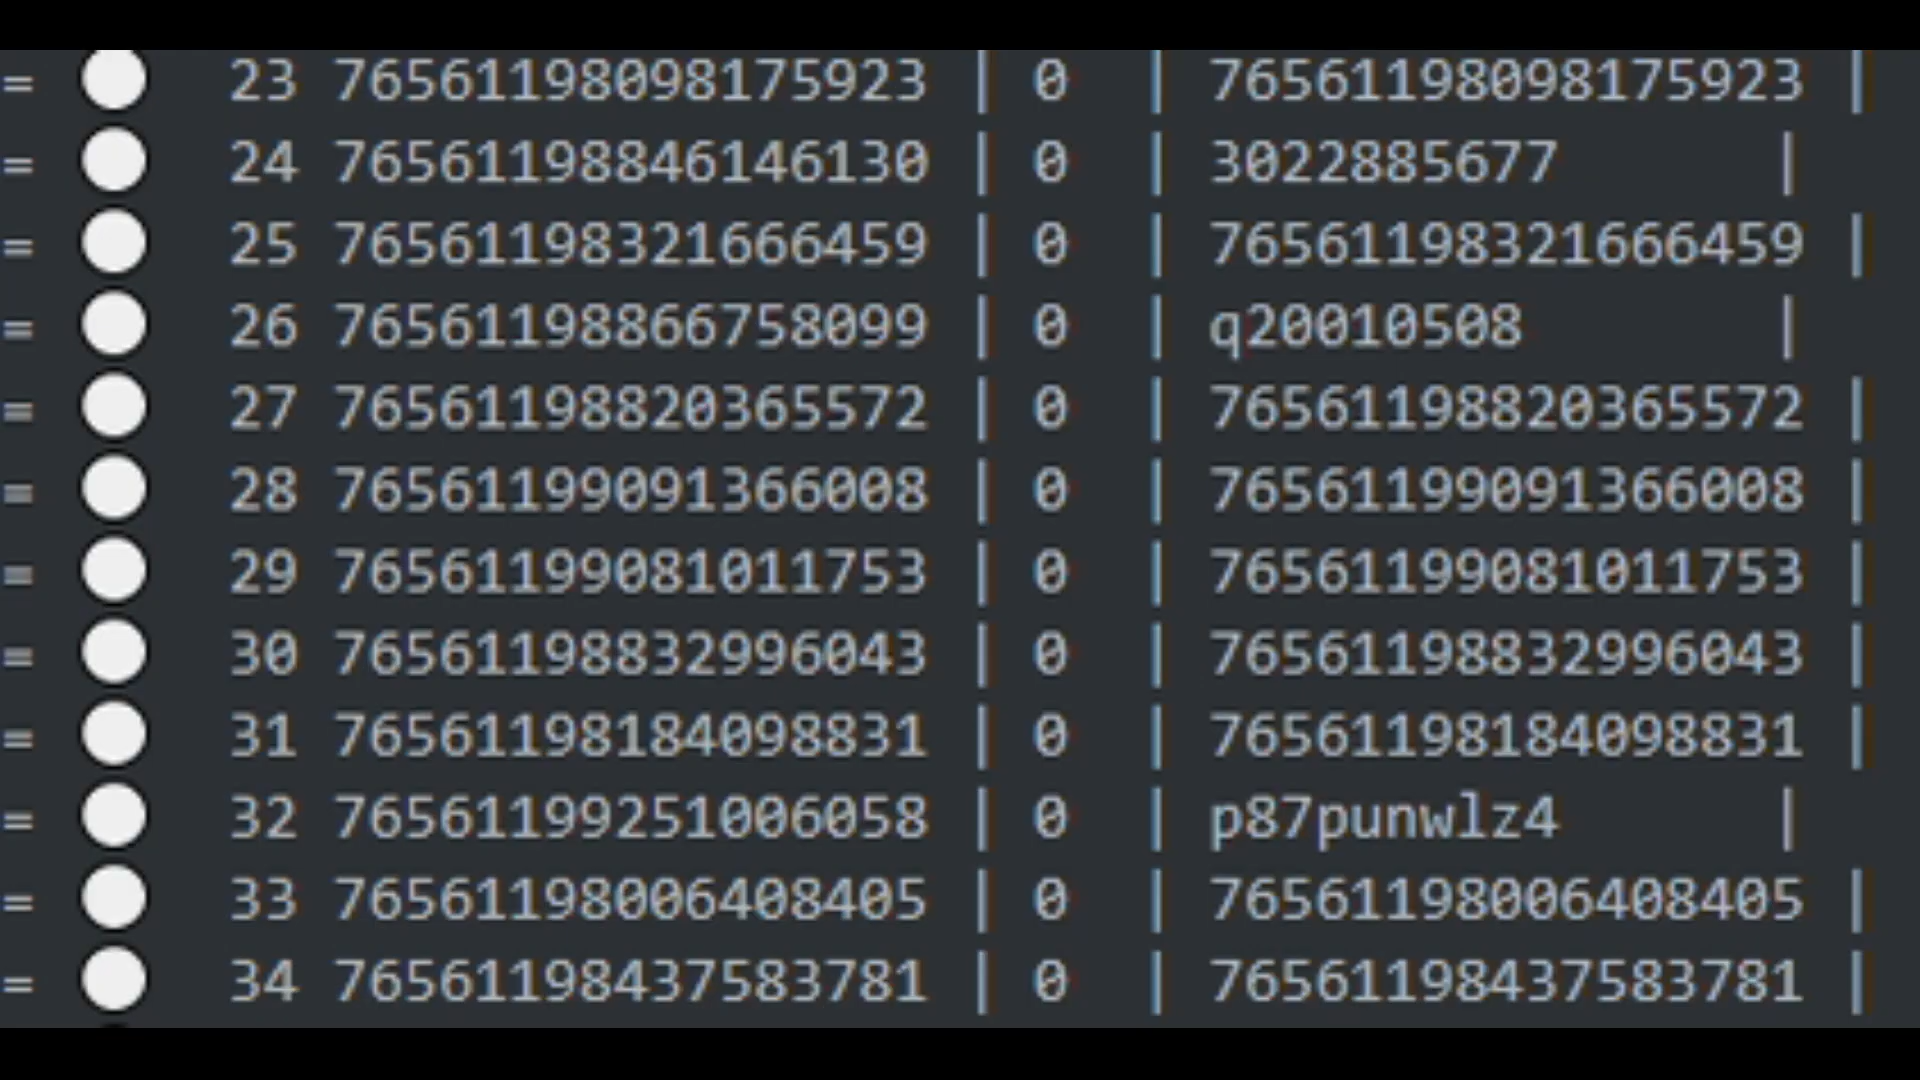 = 23 76561198098175923 | 0 | 76561198098175923 |
= 24 76561198846146130 | 0 | 3022885677 |
= 25 76561198321666459 | 0 | 76561198321666459 |
= 26 76561198866758099 | 0 | q20010508 |
= 27 76561198820365572 | 0 | 76561198820365572 |
= 28 76561199091366008 | 0 | 76561199091366008 |
= 29 76561199081011753 | 0 | 76561199081011753 |
= 30 76561198832996043 | 0 | 76561198832996043 |
= 31 76561198184098831 | 0 | 76561198184098831 |
= 32 76561199251006058 | 0 | p87punwlz4 |
= 33 76561198006408405 | 0 | 76561198006408405 |
= 34 76561198437583781 | 0 | 76561198437583781 |